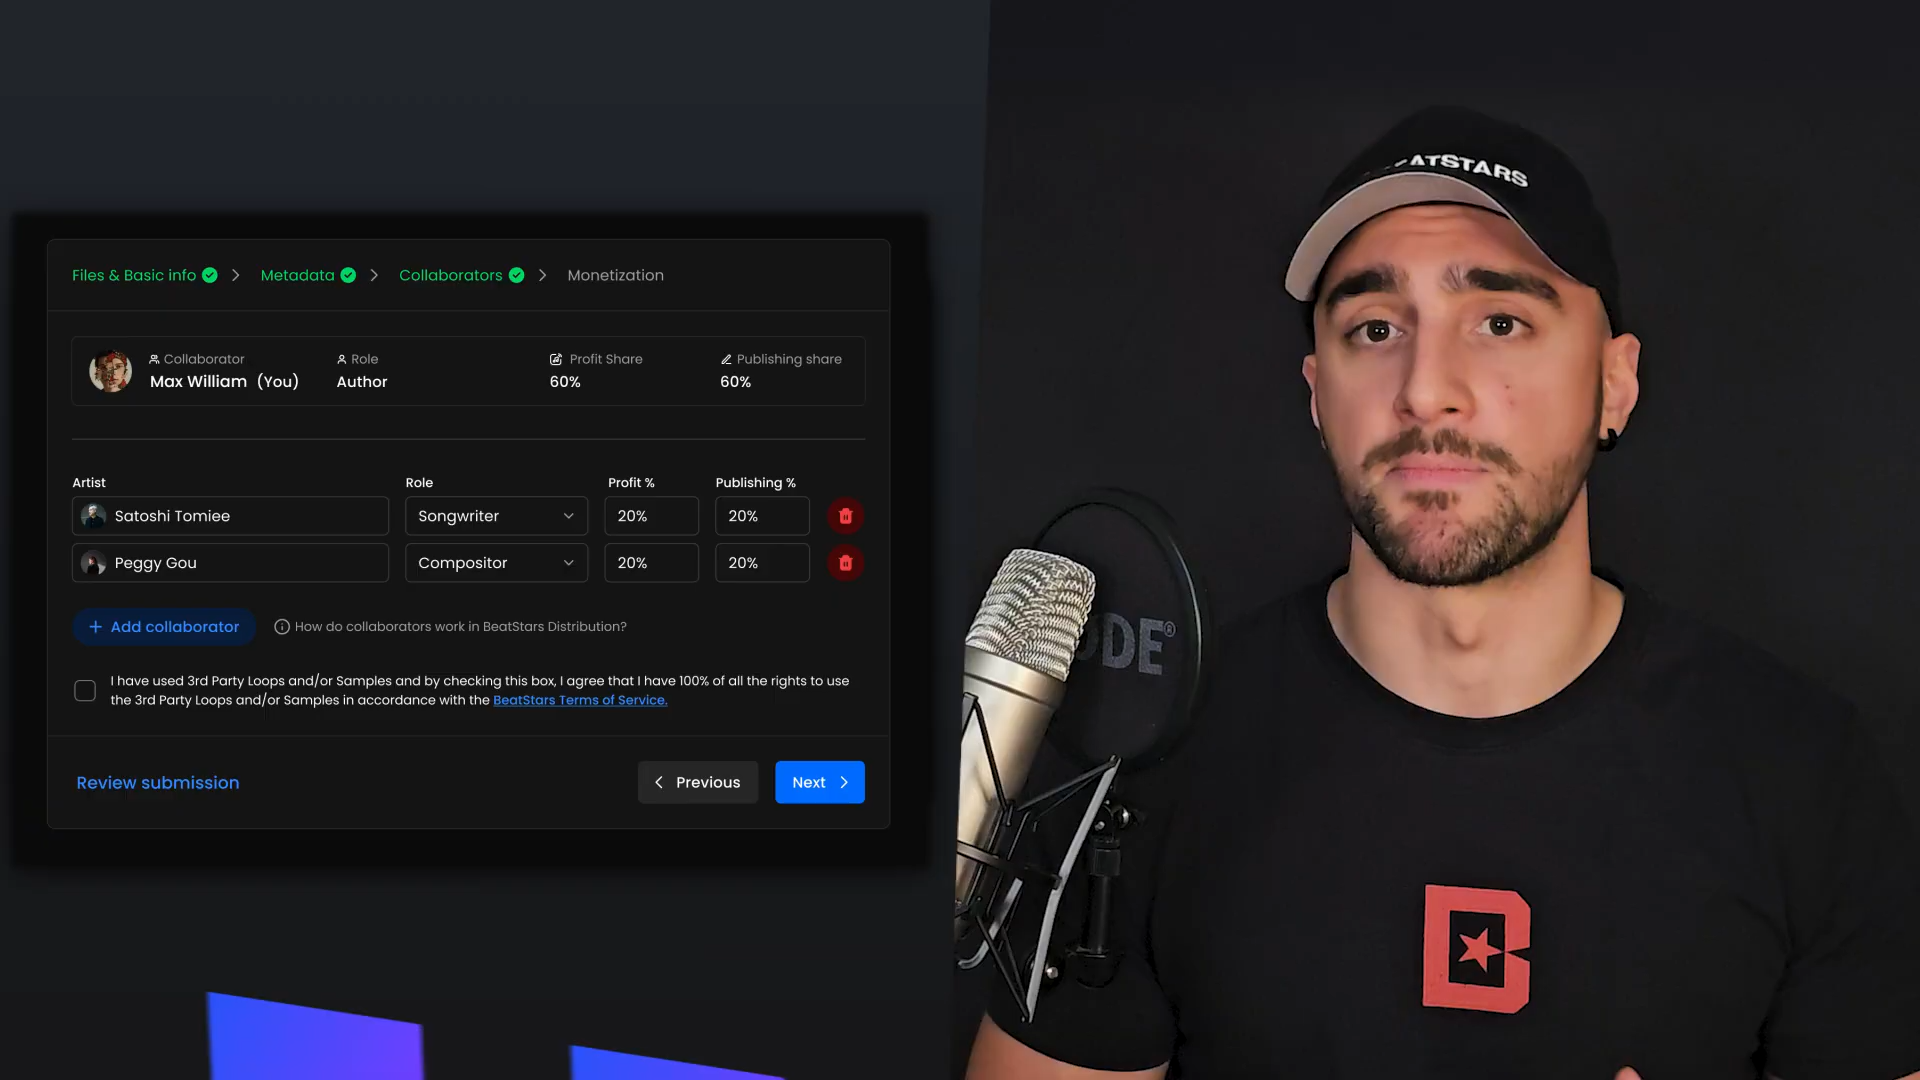 Files & Basic info > Metadata > Collaborators > Monetization
Collaborator Role Profit Share Publishing share
Max William (You) Author 60% 60%
Artist Role Profit % Publishing %
Satoshi Tomiee Songwriter 20% 20%
Peggy Gou Compositor 20% 20%
+ Add collaborator How do collaborators work in BeatStars Distribution?
I have used 3rd Party Loops and/or Samples and by checking this box, I agree that I have 100% of all the rights to use
the 3rd Party Loops and/or Samples in accordance with the BeatStars Terms of Service.
Review submission < Previous Next >
ATSTARS
ODE®
B